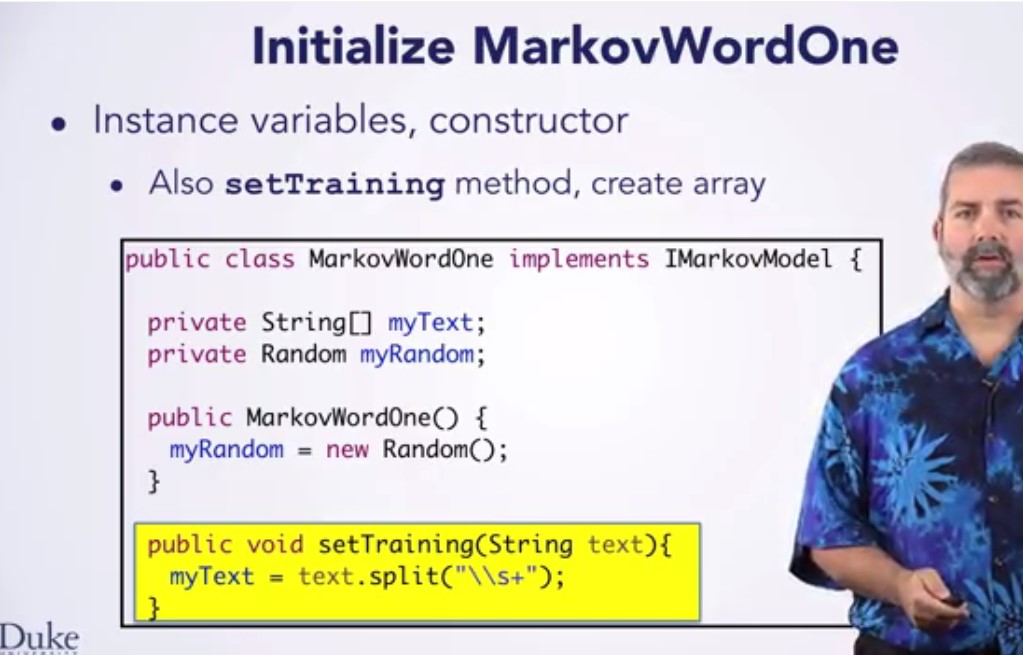 Initialize MarkovWordOne
• Instance variables, constructor
• Also setTraining method, create array
public class MarkovWordOne implements IMarkovModel {
private String[] myText;
private Random myRandom;
public MarkovWordOne() {
myRandom = new Random();
}
public void setTraining(String text){
myText = text.split("\\s+");
}
Duke